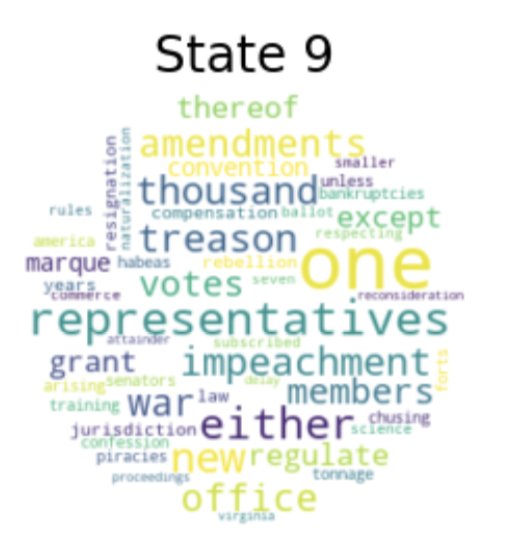 State 9
thereof
amendments
convention
smaller
resignation
naturalization
thousand
unless
bankruptcies
rules
compensation
ballot
except
america
treason
respecting
one
marque
habeas
rebellion
years
votes
seven
commerce
reconsideration
representatives
attainder
subscribed
grant
impeachment
forts
arising
senators
delay
members
training
war
law
jurisdiction
either
chusing
science
confession
piracies
new
regulate
proceedings
tonnage
office
virginia